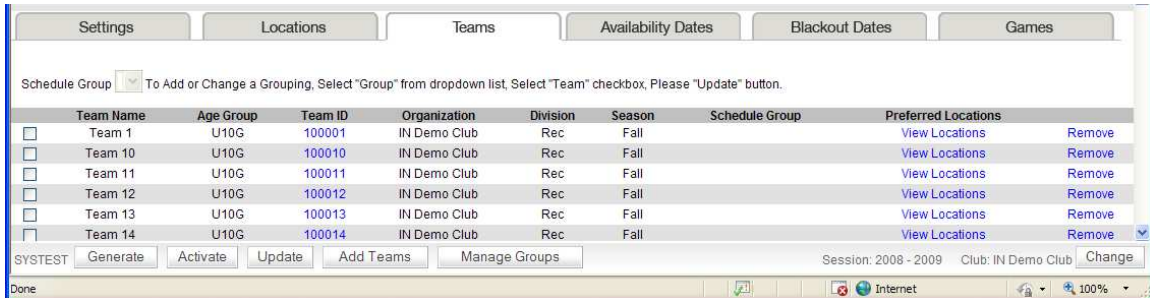 Settings Locations Teams Availability Dates Blackout Dates Games
Schedule Group To Add or Change a Grouping, Select "Group" from dropdown list, Select "Team" checkbox, Please "Update" button.
Team Name Age Group Team ID Organization Division Season Schedule Group Preferred Locations
Team 1 U10G 100001 IN Demo Club Rec Fall View Locations Remove
Team 10 U10G 100010 IN Demo Club Rec Fall View Locations Remove
Team 11 U10G 100011 IN Demo Club Rec Fall View Locations Remove
Team 12 U10G 100012 IN Demo Club Rec Fall View Locations Remove
Team 13 U10G 100013 IN Demo Club Rec Fall View Locations Remove
Team 14 U10G 100014 IN Demo Club Rec Fall View Locations Remove
SYSTEST Generate Activate Update Add Teams Manage Groups Session: 2008 - 2009 Club: IN Demo Club Change
Done Internet 100%